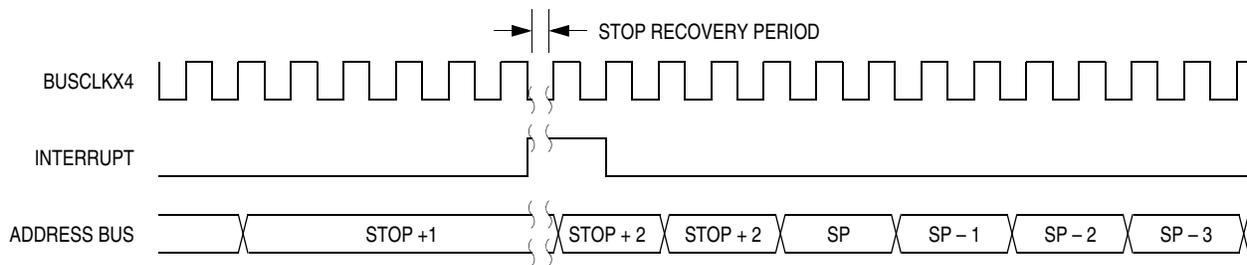 STOP RECOVERY PERIOD
BUSCLKX4
INTERRUPT
ADDRESS BUS STOP +1 STOP + 2 STOP + 2 SP SP – 1 SP – 2 SP – 3